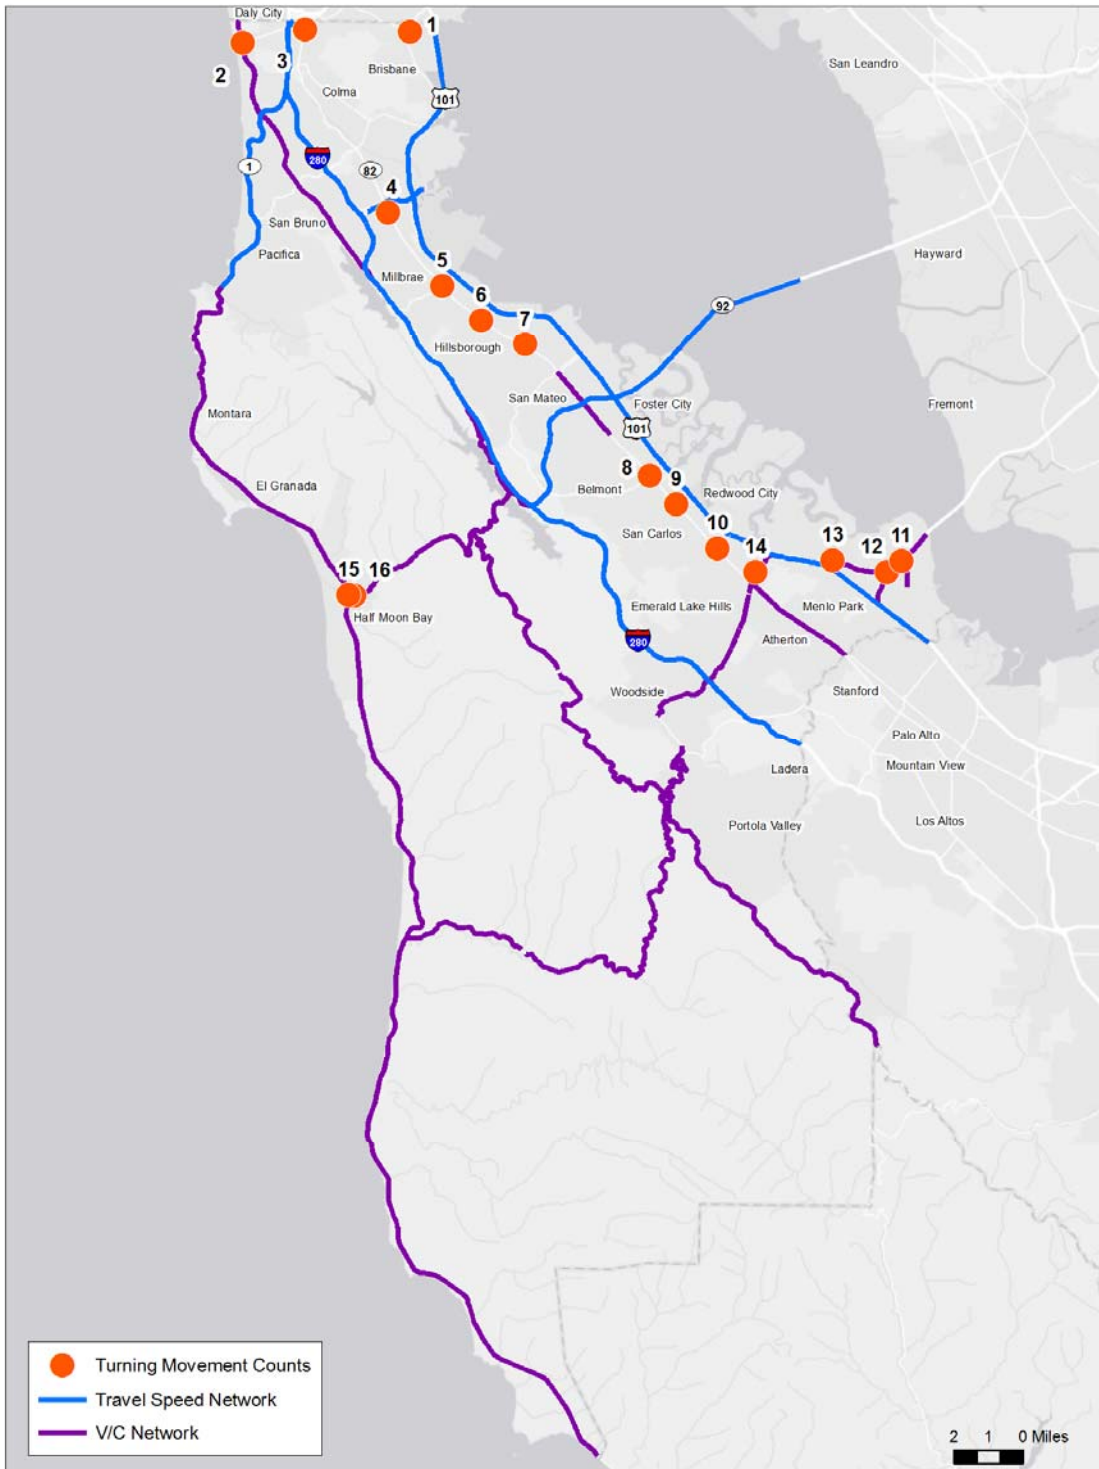 Daly City
1
2
3
Brisbane
San Leandro
Colma
101
280
82
1
4
San Bruno
Pacifica
Hayward
5
Millbrae
6
92
7
Hillsborough
San Mateo
Foster City
Fremont
Montara
101
8
9
Belmont
El Granada
Redwood City
San Carlos
10
13
11
12
14
15
16
Half Moon Bay
Emerald Lake Hills
Menlo Park
280
Atherton
Woodside
Stanford
Palo Alto
Ladera
Mountain View
Portola Valley
Los Altos
Turning Movement Counts
Travel Speed Network
V/C Network
2 1 0 Miles